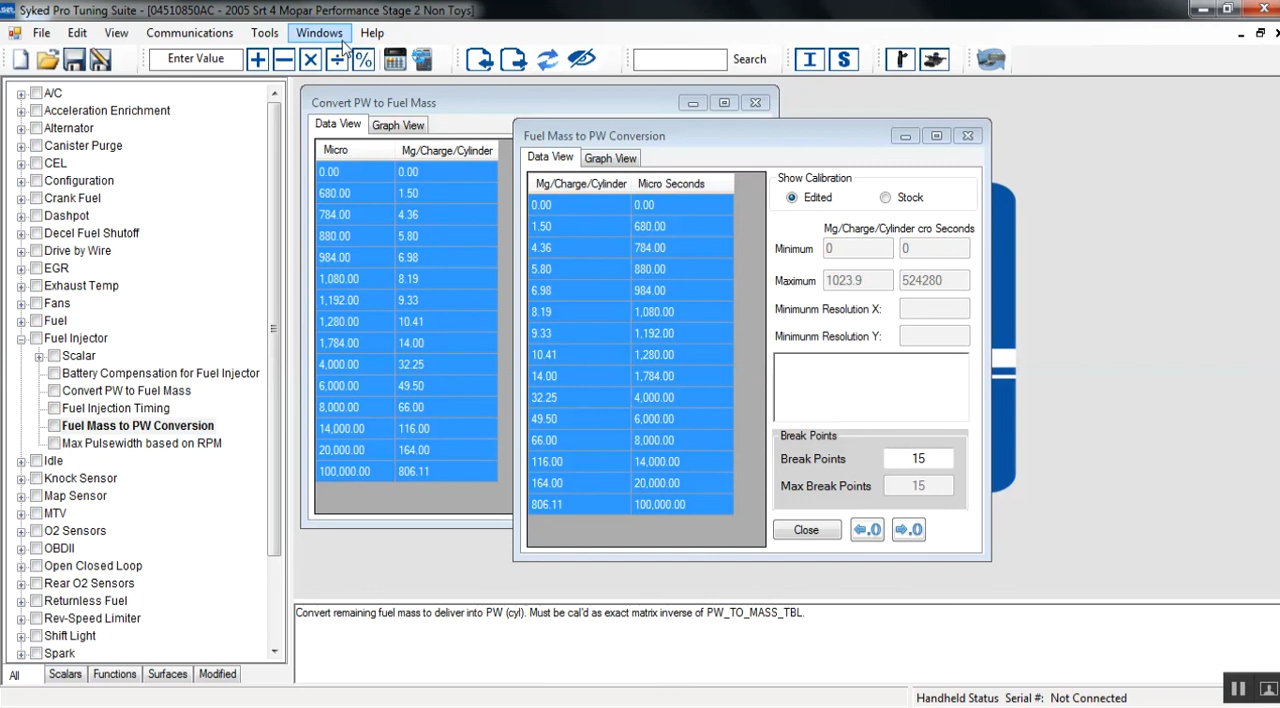 Syked Pro Tuning Suite - [04510850AC - 2005 Srt 4 Mopar Performance Stage 2 Non Toys]
File Edit View Communications Tools Windows Help
Enter Value Search I S
A/C
Acceleration Enrichment
Alternator
Canister Purge
CEL
Configuration
Crank Fuel
Dashpot
Decel Fuel Shutoff
Drive by Wire
EGR
Exhaust Temp
Fans
Fuel
Fuel Injector
Scalar
Battery Compensation for Fuel Injector
Convert PW to Fuel Mass
Fuel Injection Timing
Fuel Mass to PW Conversion
Max Pulsewidth based on RPM
Idle
Knock Sensor
Map Sensor
MTV
O2 Sensors
OBDII
Open Closed Loop
Rear O2 Sensors
Returnless Fuel
Rev-Speed Limiter
Shift Light
Spark
All Scalars Functions Surfaces Modified
Convert PW to Fuel Mass
Data View Graph View
Micro Mg/Charge/Cylinder
0.00 0.00
680.00 1.50
784.00 4.36
880.00 5.80
984.00 6.98
1,080.00 8.19
1,192.00 9.33
1,280.00 10.41
1,784.00 14.00
4,000.00 32.25
6,000.00 49.50
8,000.00 66.00
14,000.00 116.00
20,000.00 164.00
100,000.00 806.11
Fuel Mass to PW Conversion
Data View Graph View
Mg/Charge/Cylinder Micro Seconds
0.00 0.00
1.50 680.00
4.36 784.00
5.80 880.00
6.98 984.00
8.19 1,080.00
9.33 1,192.00
10.41 1,280.00
14.00 1,784.00
32.25 4,000.00
49.50 6,000.00
66.00 8,000.00
116.00 14,000.00
164.00 20,000.00
806.11 100,000.00
Show Calibration
Edited Stock
Mg/Charge/Cylinder cro Seconds
Minimum 0 0
Maximum 1023.9 524280
Minimunm Resolution X:
Minimunm Resolution Y:
Break Points
Break Points 15
Max Break Points 15
Close .0 .0
Convert remaining fuel mass to deliver into PW (cyl). Must be cal'd as exact matrix inverse of PW_TO_MASS_TBL.
Handheld Status Serial #: Not Connected